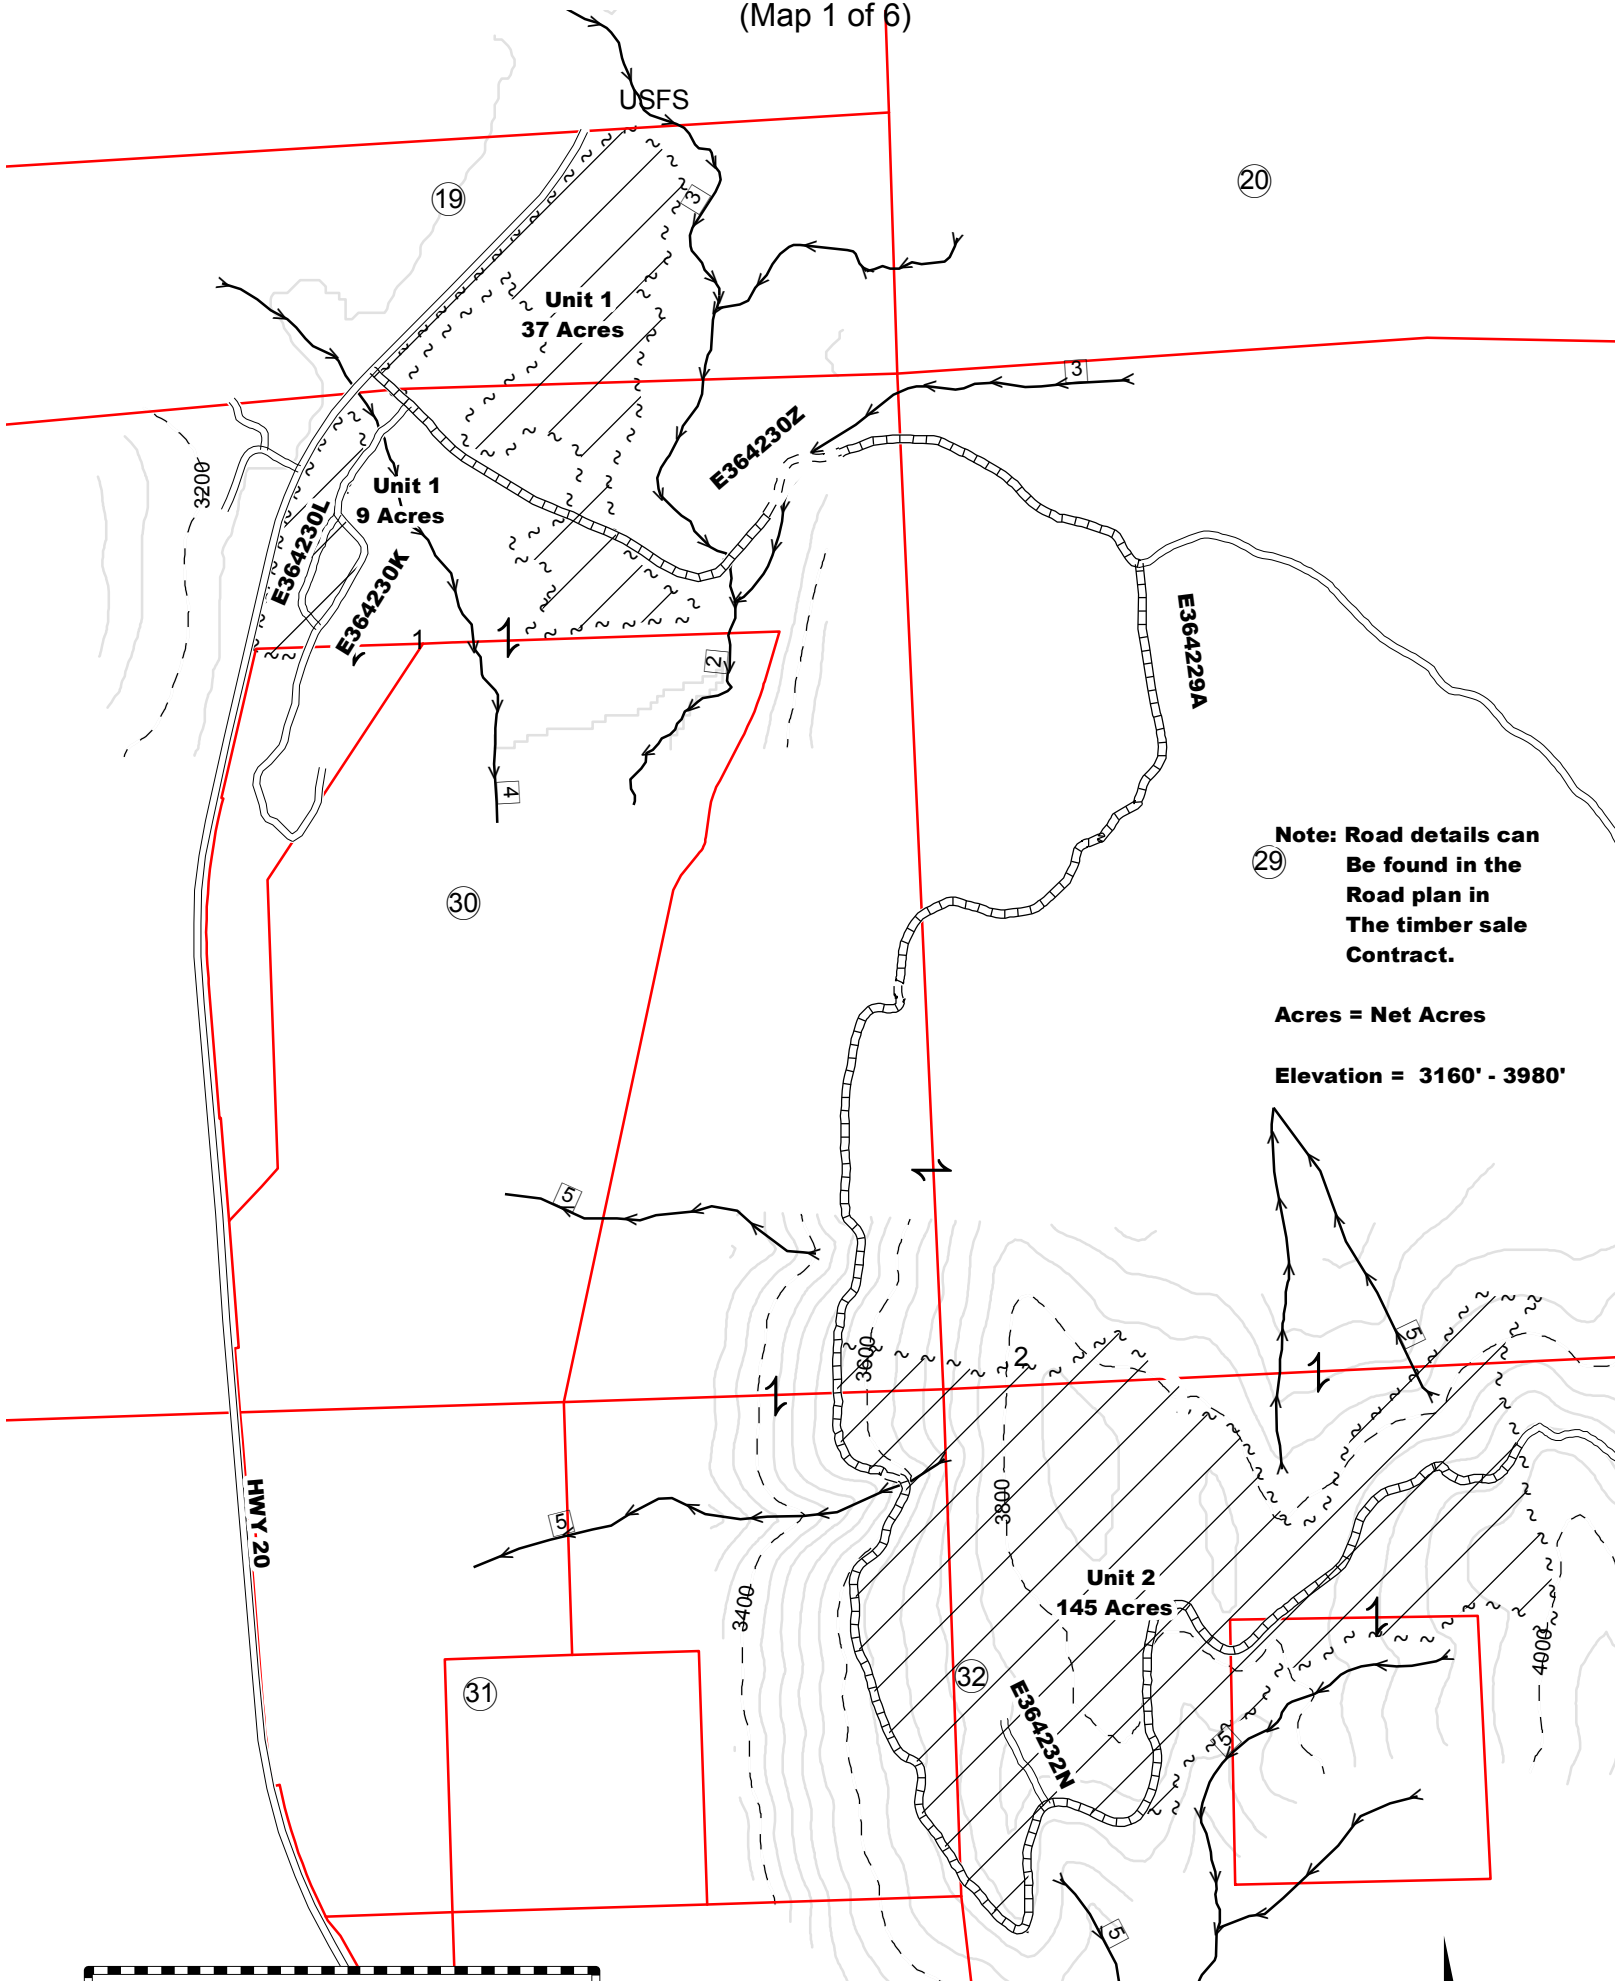 (Map 1 of 6)
USFS
19
20
3
Unit 1
37 Acres
3
E364230Z
3200
Unit 1
9 Acres
E364230L
E364230K
1
2
E364229A
4
Note: Road details can
Be found in the
Road plan in
The timber sale
Contract.
29
30
Acres = Net Acres
Elevation = 3160' - 3980'
5
5
3600
2
HWY 20
5
3800
Unit 2
145 Acres
3400
4000
31
32
E364232N
5
5